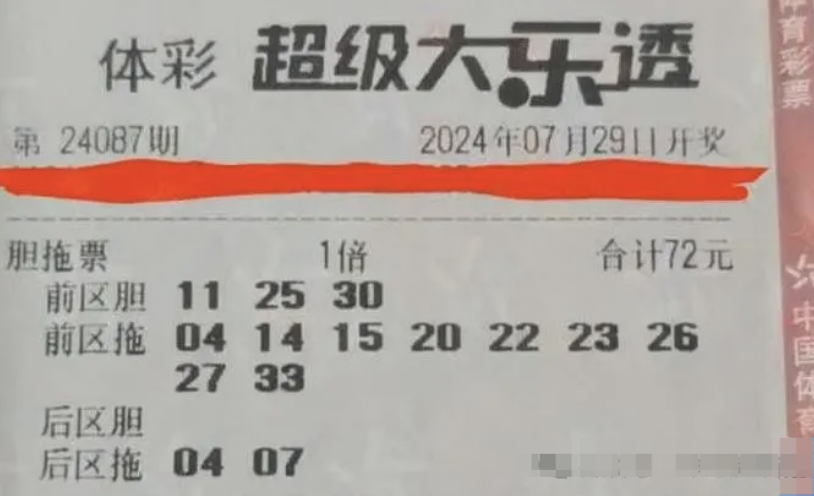 体彩 超级大乐透
第 24087期 2024年07月29日开奖
胆拖票 1倍 合计72元
前区胆 11 25 30
前区拖 04 14 15 20 22 23 26
27 33
后区胆
后区拖 04 07
体育彩票
中国体育